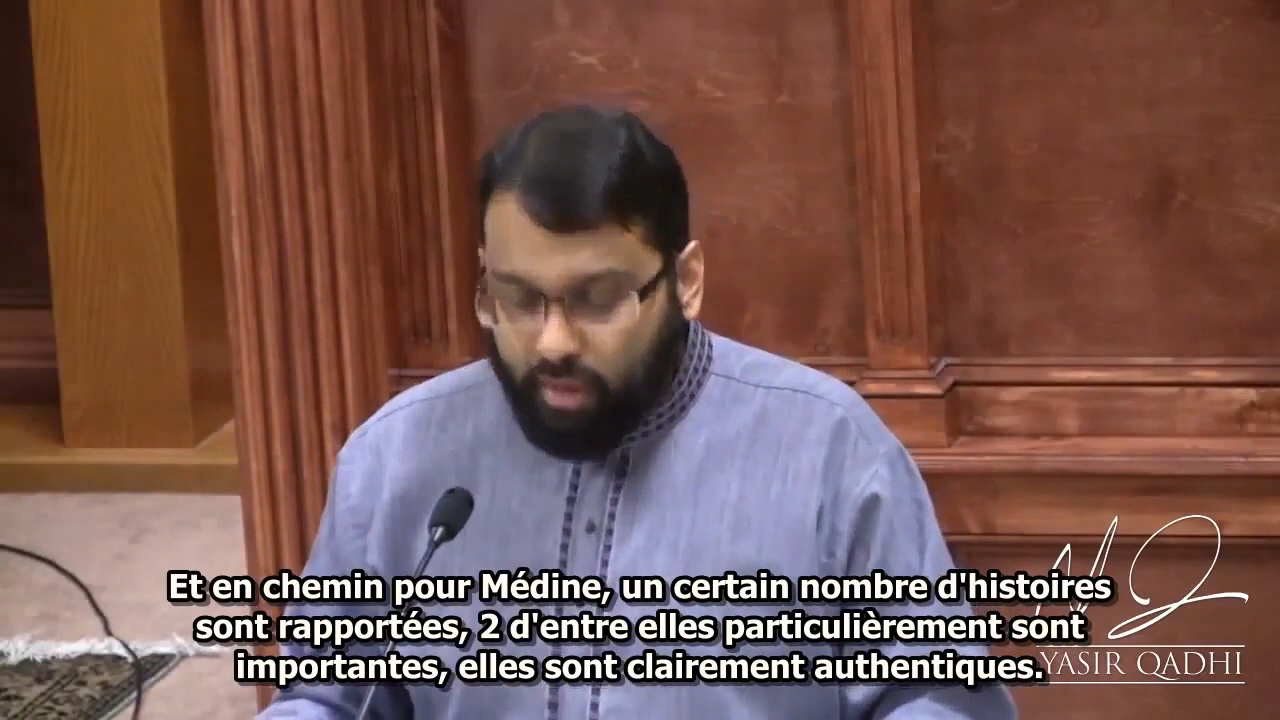 Et en chemin pour Médine, un certain nombre d'histoires
sont rapportées, 2 d'entre elles particulièrement sont
importantes, elles sont clairement authentiques.
YASIR QADHI